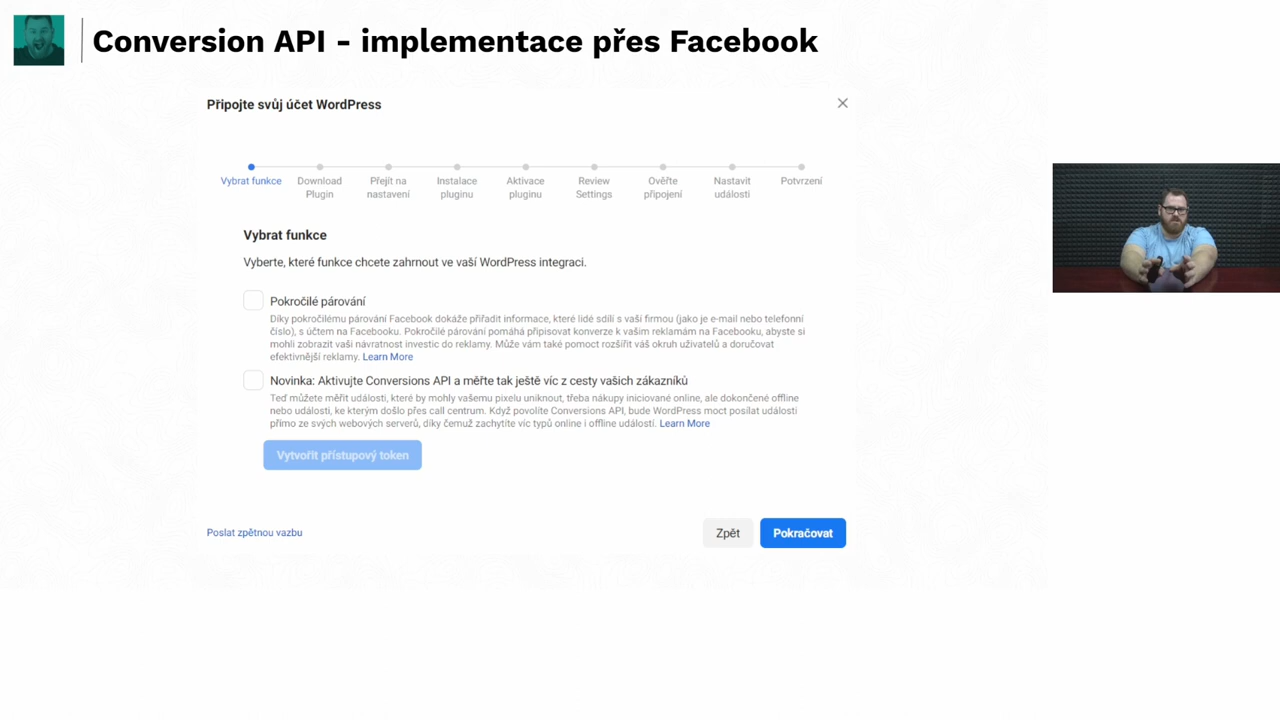 Conversion API - implementace přes Facebook
Připojte svůj účet WordPress
Vybrat funkce
Download Plugin
Přejít na nastavení
Instalace pluginu
Aktivace pluginu
Review Settings
Ověřte připojení
Nastavit události
Potvrzení
Vybrat funkce
Vyberte, které funkce chcete zahrnout ve vaší WordPress integraci.
Pokročilé párování
Díky pokročilému párování Facebook dokáže přiřadit informace, které lidé sdílí s vaší firmou (jako je e-mail nebo telefonní
číslo), s účtem na Facebooku. Pokročilé párování pomáhá připisovat konverze k vašim reklamám na Facebooku, abyste si
mohli zobrazit vaši návratnost investic do reklamy. Může vám také pomoct rozšířit váš okruh uživatelů a doručovat
efektivnější reklamy. Learn More
Novinka: Aktivujte Conversions API a měřte tak ještě víc z cesty vašich zákazníků
Teď můžete měřit události, které by mohly vašemu pixelu uniknout, třeba nákupy iniciované online, ale dokončené offline
nebo události, ke kterým došlo přes call centrum. Když povolíte Conversions API, bude WordPress moct posílat události
přímo ze svých webových serverů, díky čemuž zachytíte víc typů online i offline událostí. Learn More
Vytvořit přístupový token
Poslat zpětnou vazbu
Zpět
Pokračovat